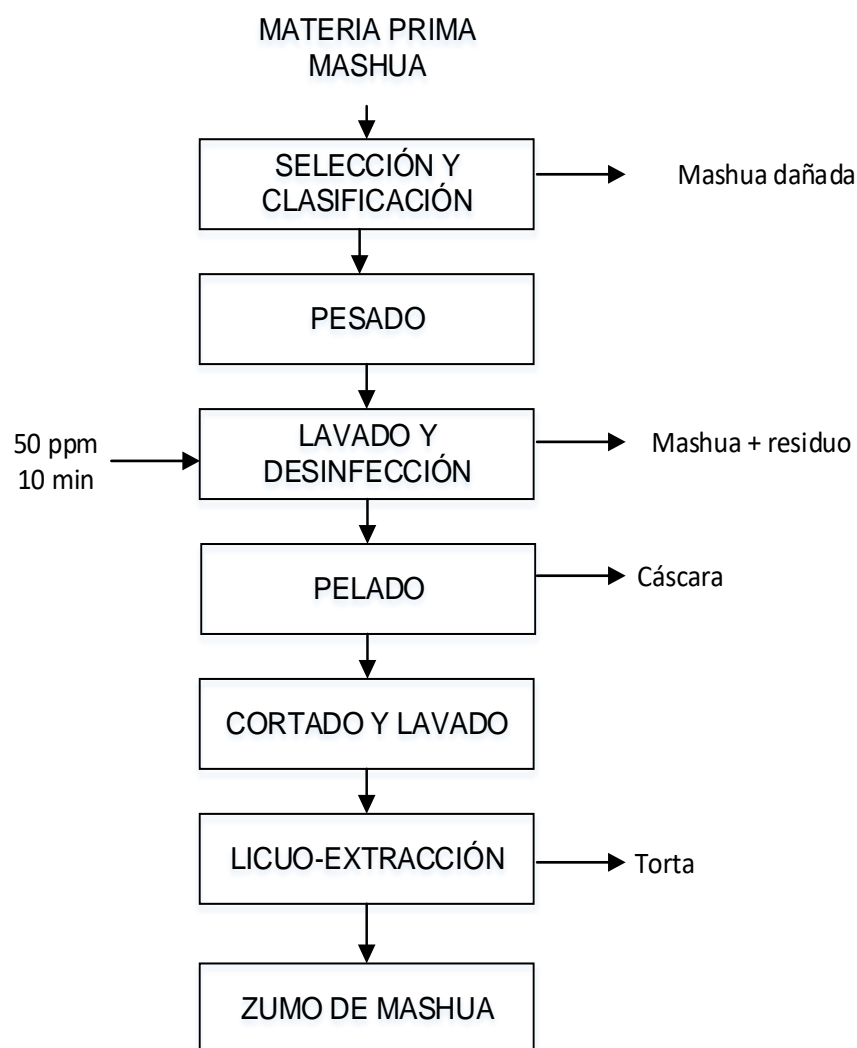 MATERIA PRIMA
MASHUA
SELECCIÓN Y
CLASIFICACIÓN
Mashua dañada
PESADO
50 ppm
10 min
LAVADO Y
DESINFECCIÓN
Mashua + residuo
PELADO
Cáscara
CORTADO Y LAVADO
LICUO-EXTRACCIÓN
Torta
ZUMO DE MASHUA